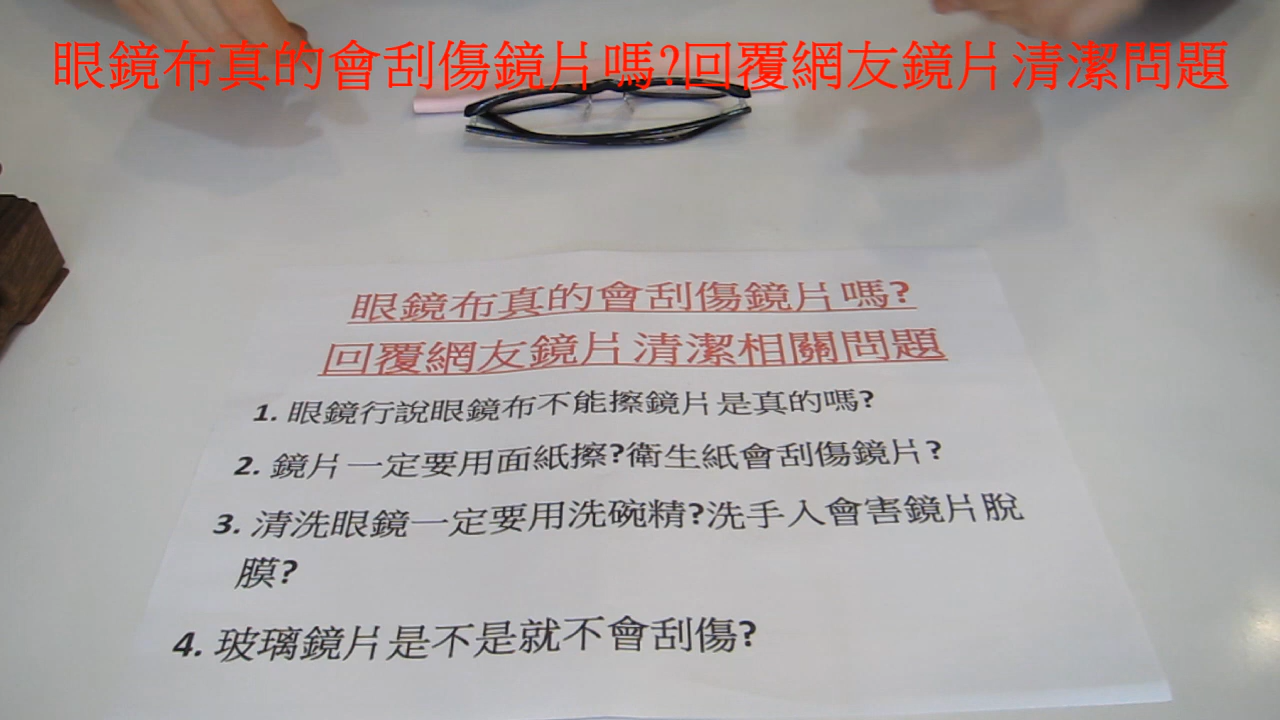 眼鏡布真的會刮傷鏡片嗎?回覆網友鏡片清潔問題
眼鏡布真的會刮傷鏡片嗎?
回覆網友鏡片清潔相關問題
1. 眼鏡行說眼鏡布不能擦鏡片是真的嗎?
2. 鏡片一定要用面紙擦?衛生紙會刮傷鏡片?
3. 清洗眼鏡一定要用洗碗精?洗手入會害鏡片脫
膜?
4. 玻璃鏡片是不是就不會刮傷?